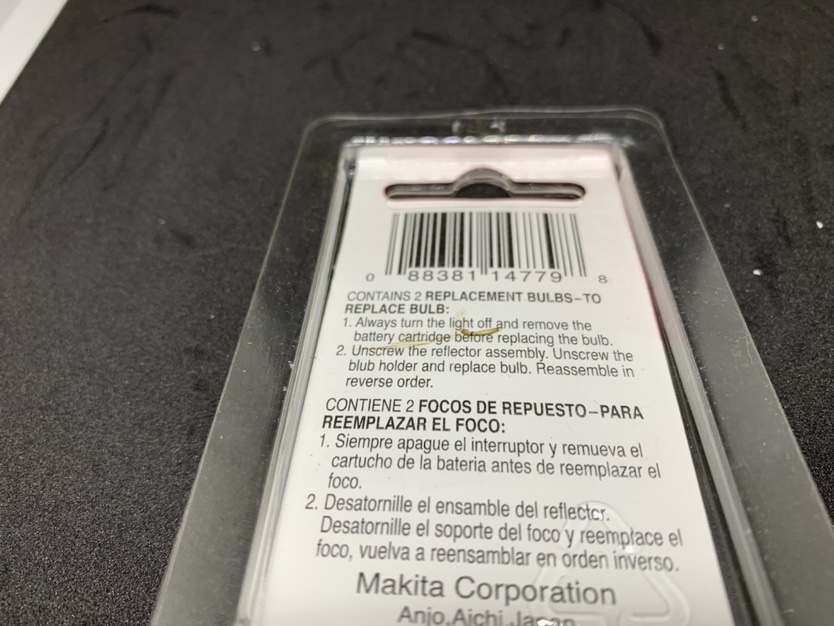 0 88381 14779 8
CONTAINS 2 REPLACEMENT BULBS–TO
REPLACE BULB:
1. Always turn the light off and remove the
battery cartridge before replacing the bulb.
2. Unscrew the reflector assembly. Unscrew the
blub holder and replace bulb. Reassemble in
reverse order.
CONTIENE 2 FOCOS DE REPUESTO–PARA
REEMPLAZAR EL FOCO:
1. Siempre apague el interruptor y remueva el
cartucho de la bateria antes de reemplazar el
foco.
2. Desatornille el ensamble del reflector.
Desatornille el soporte del foco y reemplace el
foco, vuelva a reensamblar en orden inverso.
Makita Corporation
Anjo,Aichi,Japan